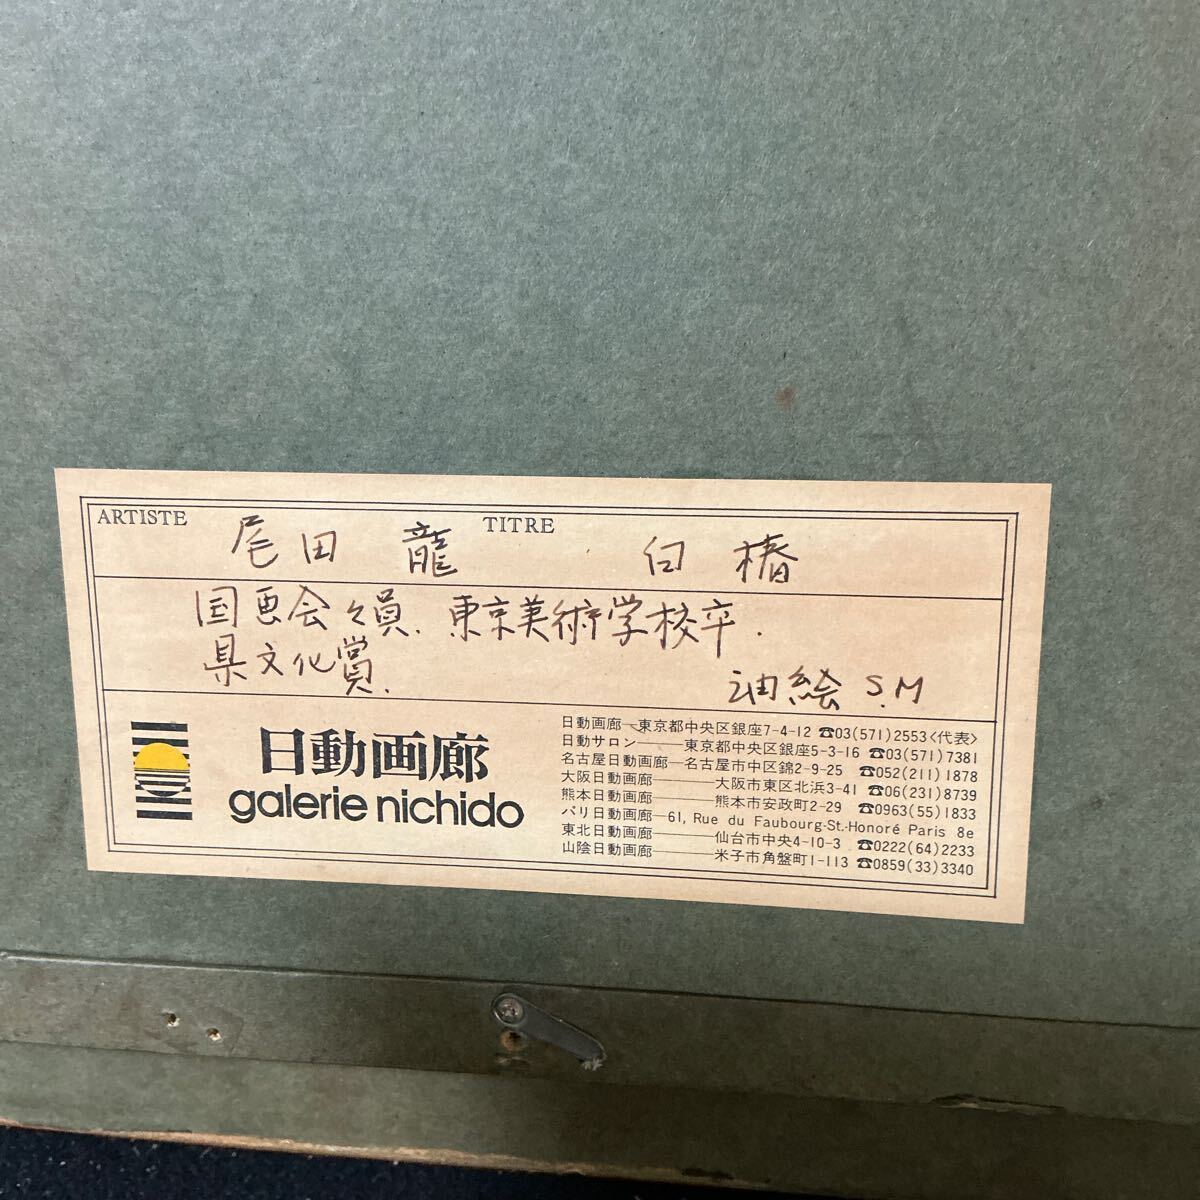 ARTISTE 尾田 龍 TITRE 白椿
国画会々員. 東京美術学校卒.
県文化賞.
油絵 S.M
日動画廊
galerie nichido
日動画廊—東京都中央区銀座7-4-12 ☎03(571)2553<代表>
日動サロン——東京都中央区銀座5-3-16 ☎03(571)7381
名古屋日動画廊—名古屋市中区錦2-9-25 ☎052(211)1878
大阪日動画廊——大阪市東区北浜3-41 ☎06(231)8739
熊本日動画廊——熊本市安政町2-29 ☎0963(55)1833
パリ日動画廊—61, Rue du Faubourg-St.-Honoré Paris 8e
東北日動画廊——仙台市中央4-10-3 ☎0222(64)2233
山陰日動画廊——米子市角盤町1-113 ☎0859(33)3340